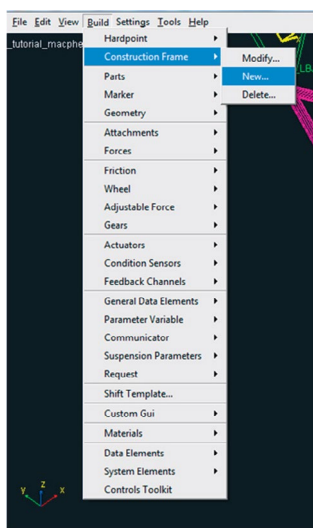 File Edit View Build Settings Tools Help
_tutorial_macphe
Hardpoint
Construction Frame
Modify...
New...
Delete...
Parts
Marker
Geometry
Attachments
Forces
Friction
Wheel
Adjustable Force
Gears
Actuators
Condition Sensors
Feedback Channels
General Data Elements
Parameter Variable
Communicator
Suspension Parameters
Request
Shift Template...
Custom Gui
Materials
Data Elements
System Elements
Controls Toolkit
Y Z X